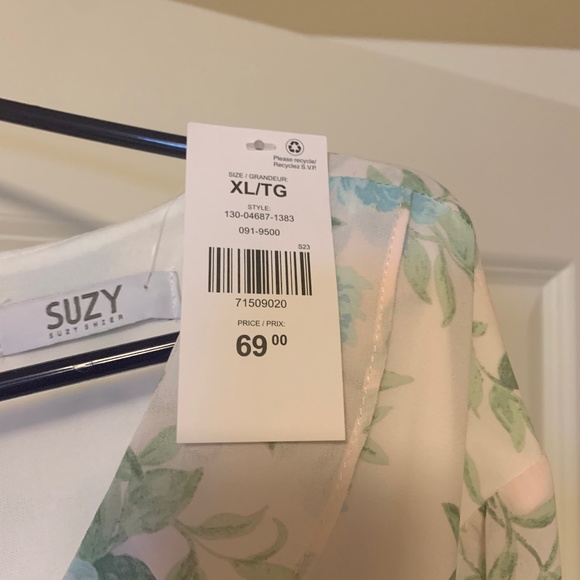 Please recycle/
Recyclez S.V.P.
SIZE / GRANDEUR:
XL/TG
STYLE:
130-04687-1383
091-9500
S23
71509020
PRICE / PRIX:
69 00
SUZY
SUZY SHIER